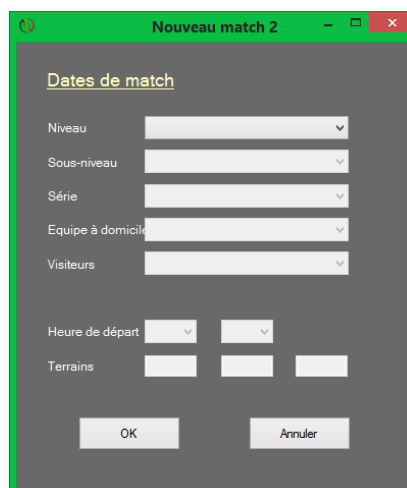 Nouveau match 2
Dates de match
Niveau
Sous-niveau
Série
Equipe à domicile
Visiteurs
Heure de départ
Terrains
OK Annuler